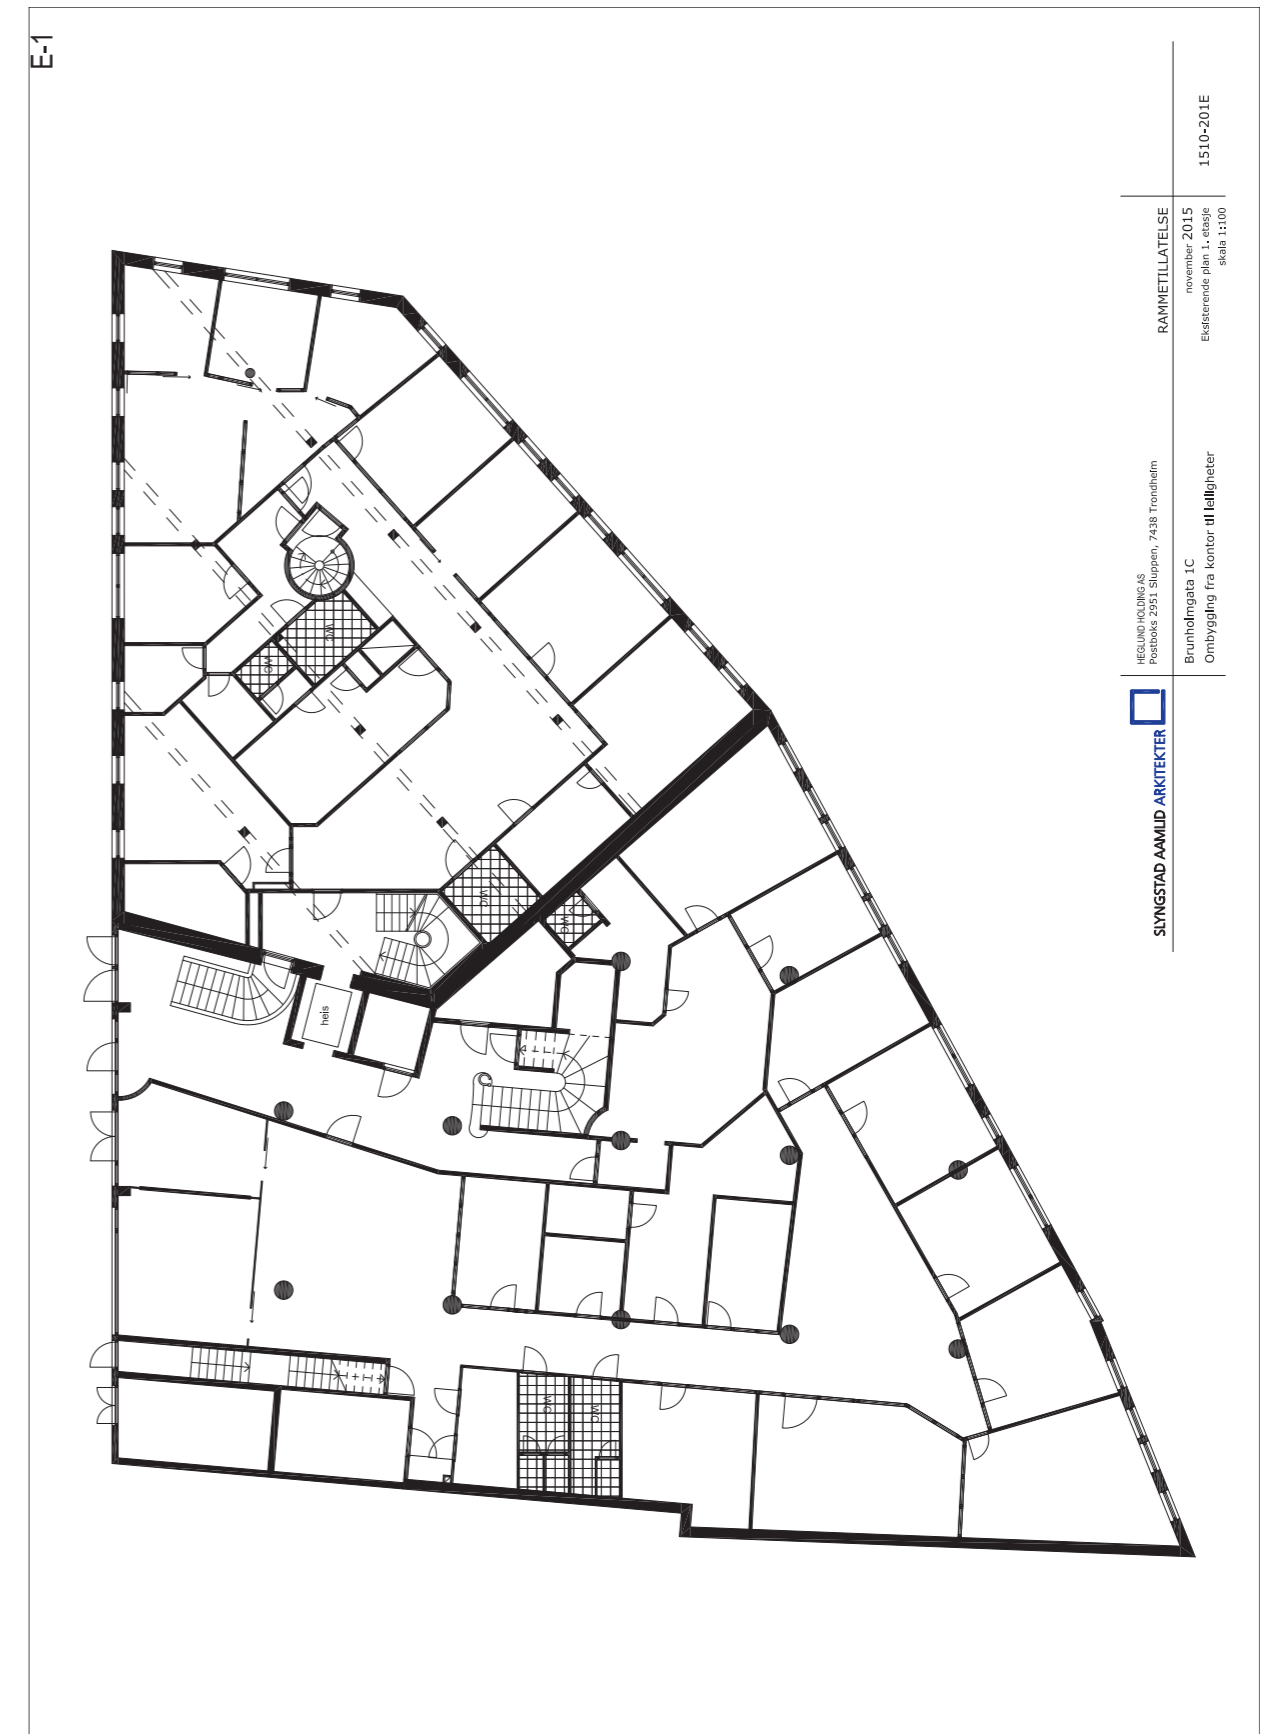 E-1
WC
WC
WC
WC
heis
WC
WC
SLYNGSTAD AAMLID ARKITEKTER
HEGLUND HOLDING AS
Postboks 2951 Sluppen, 7438 Trondheim
RAMMETILLATELSE
Brunholmgata 1C
Ombygging fra kontor til leiligheter
november 2015
Eksisterende plan 1. etasje
skala 1:100
1510-201E